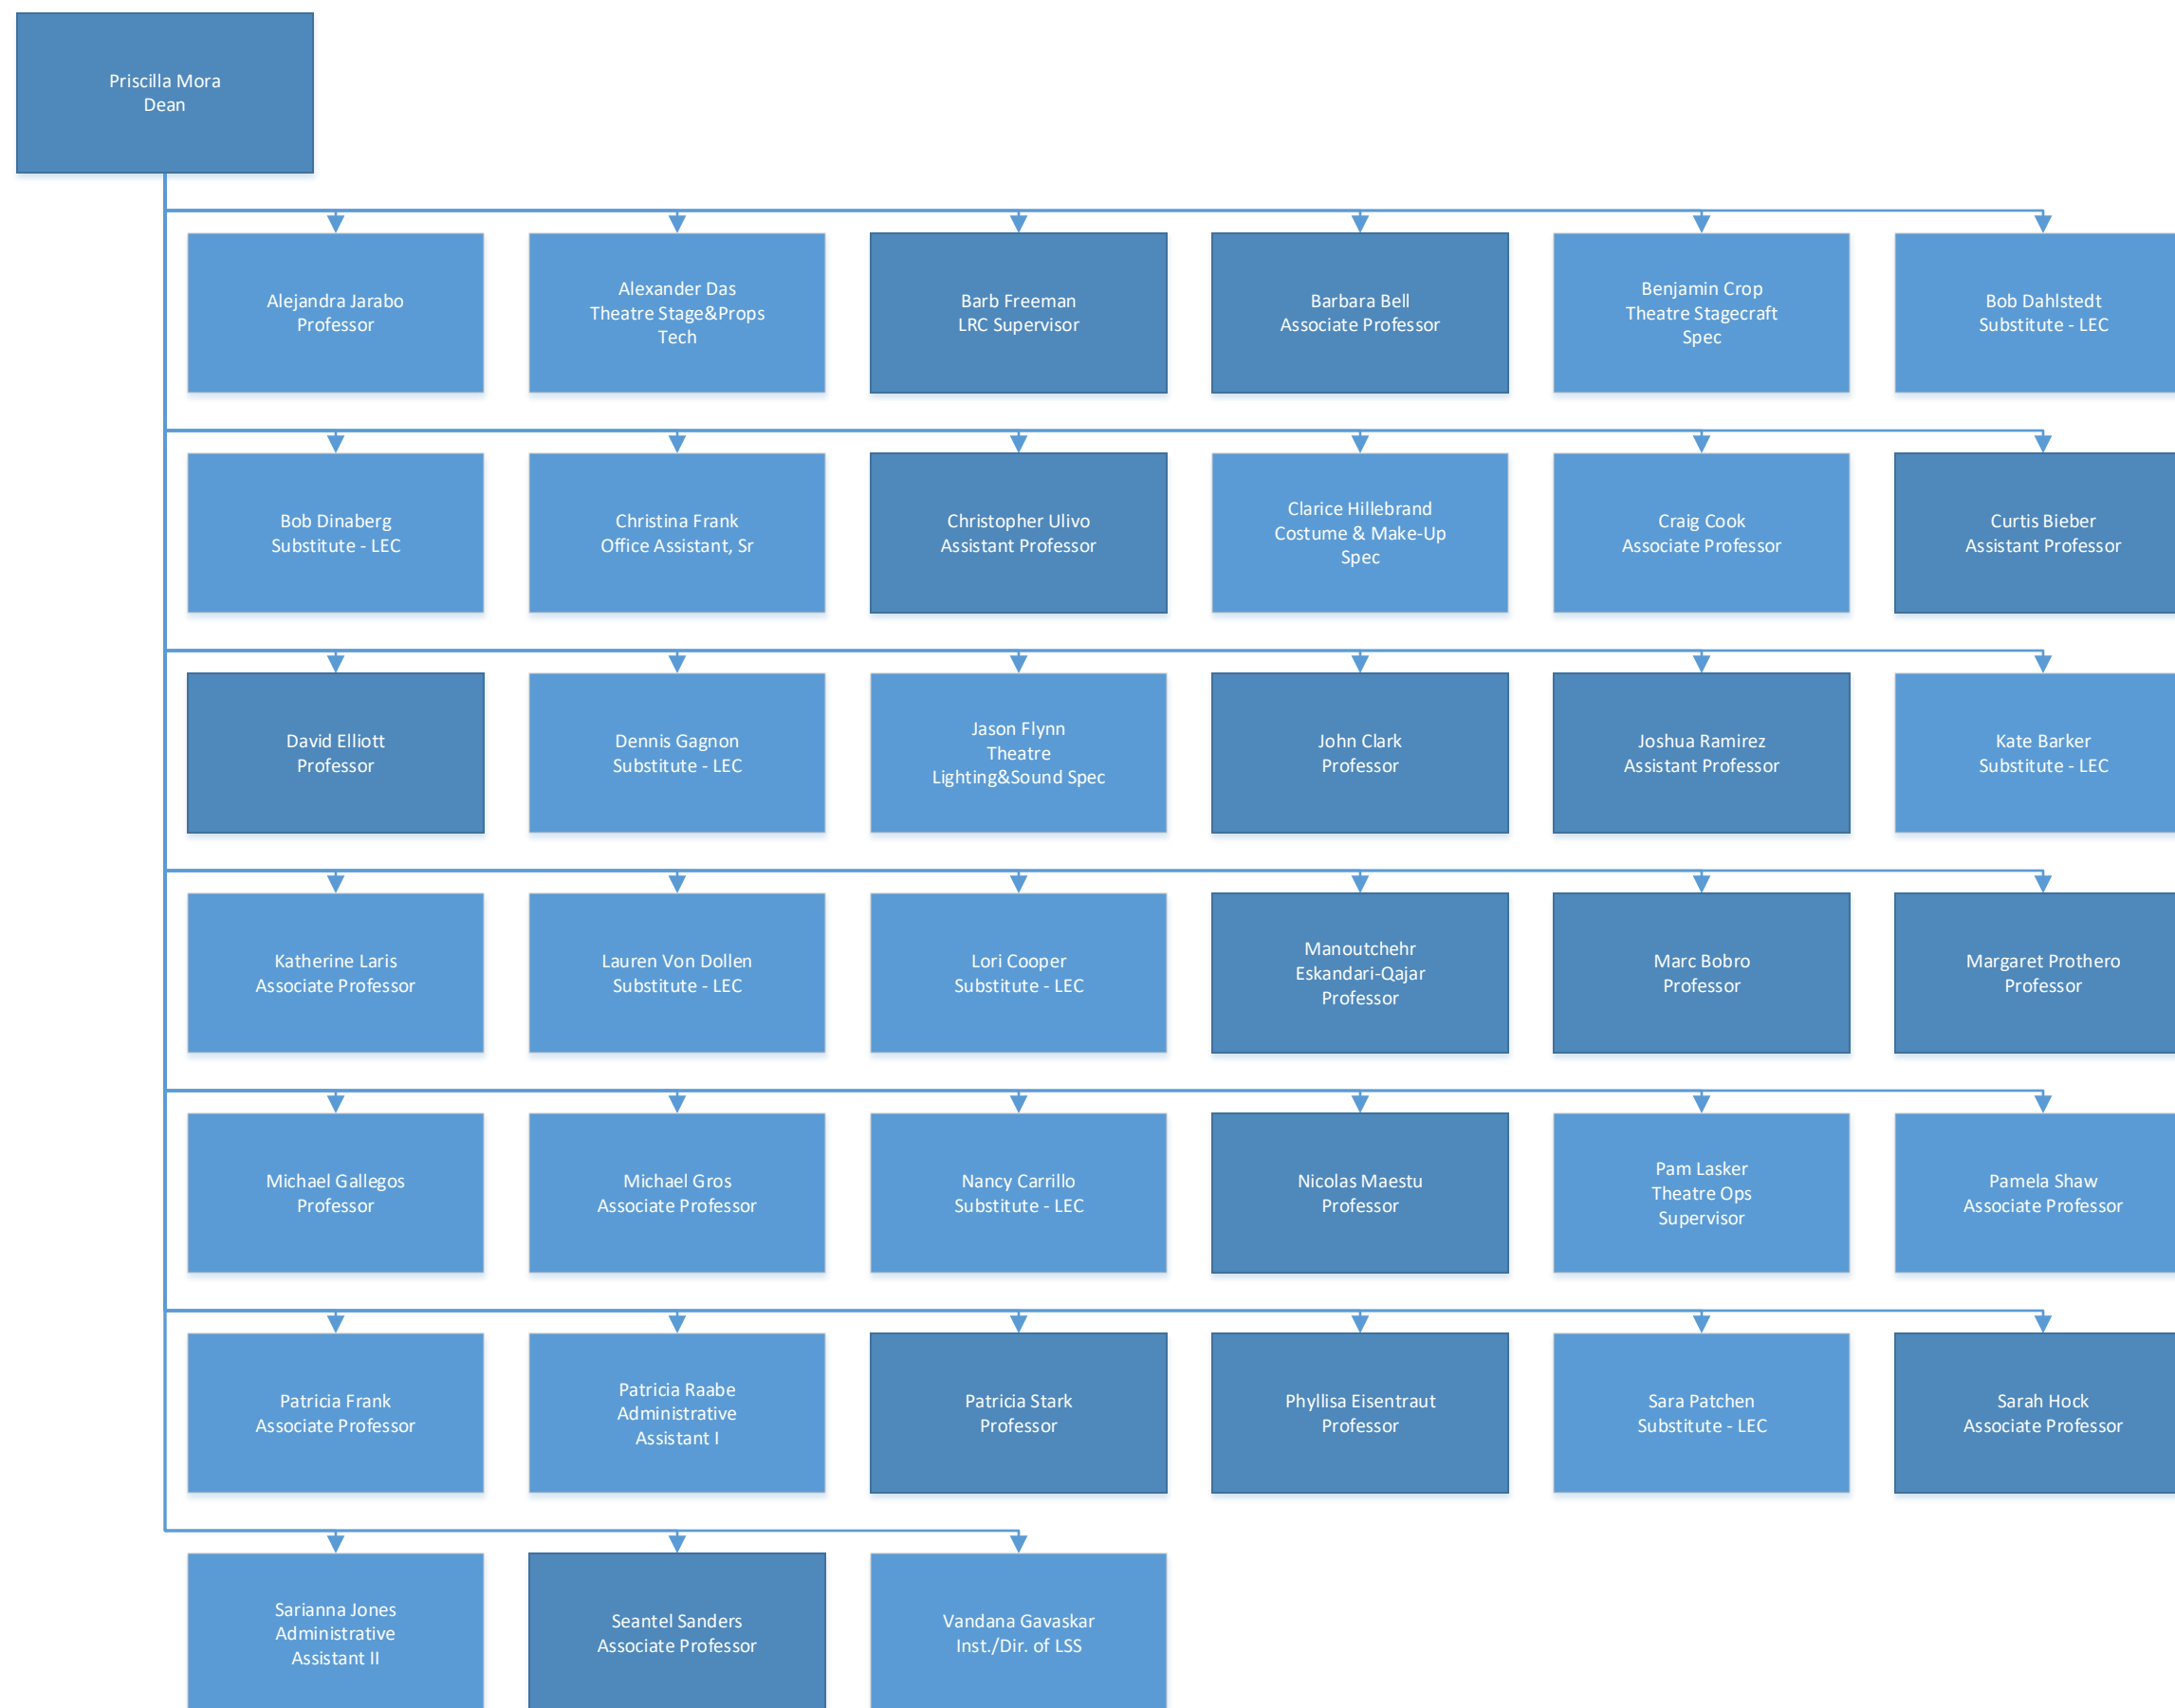 Priscilla Mora
Dean
Alejandra Jarabo
Professor
Alexander Das
Theatre Stage&Props
Tech
Barb Freeman
LRC Supervisor
Barbara Bell
Associate Professor
Benjamin Crop
Theatre Stagecraft
Spec
Bob Dahlstedt
Substitute - LEC
Bob Dinaberg
Substitute - LEC
Christina Frank
Office Assistant, Sr
Christopher Ulivo
Assistant Professor
Clarice Hillebrand
Costume & Make-Up
Spec
Craig Cook
Associate Professor
Curtis Bieber
Assistant Professor
David Elliott
Professor
Dennis Gagnon
Substitute - LEC
Jason Flynn
Theatre
Lighting&Sound Spec
John Clark
Professor
Joshua Ramirez
Assistant Professor
Kate Barker
Substitute - LEC
Katherine Laris
Associate Professor
Lauren Von Dollen
Substitute - LEC
Lori Cooper
Substitute - LEC
Manoutchehr
Eskandari-Qajar
Professor
Marc Bobro
Professor
Margaret Prothero
Professor
Michael Gallegos
Professor
Michael Gros
Associate Professor
Nancy Carrillo
Substitute - LEC
Nicolas Maestu
Professor
Pam Lasker
Theatre Ops
Supervisor
Pamela Shaw
Associate Professor
Patricia Frank
Associate Professor
Patricia Raabe
Administrative
Assistant I
Patricia Stark
Professor
Phyllisa Eisentraut
Professor
Sara Patchen
Substitute - LEC
Sarah Hock
Associate Professor
Sarianna Jones
Administrative
Assistant II
Seantel Sanders
Associate Professor
Vandana Gavaskar
Inst./Dir. of LSS